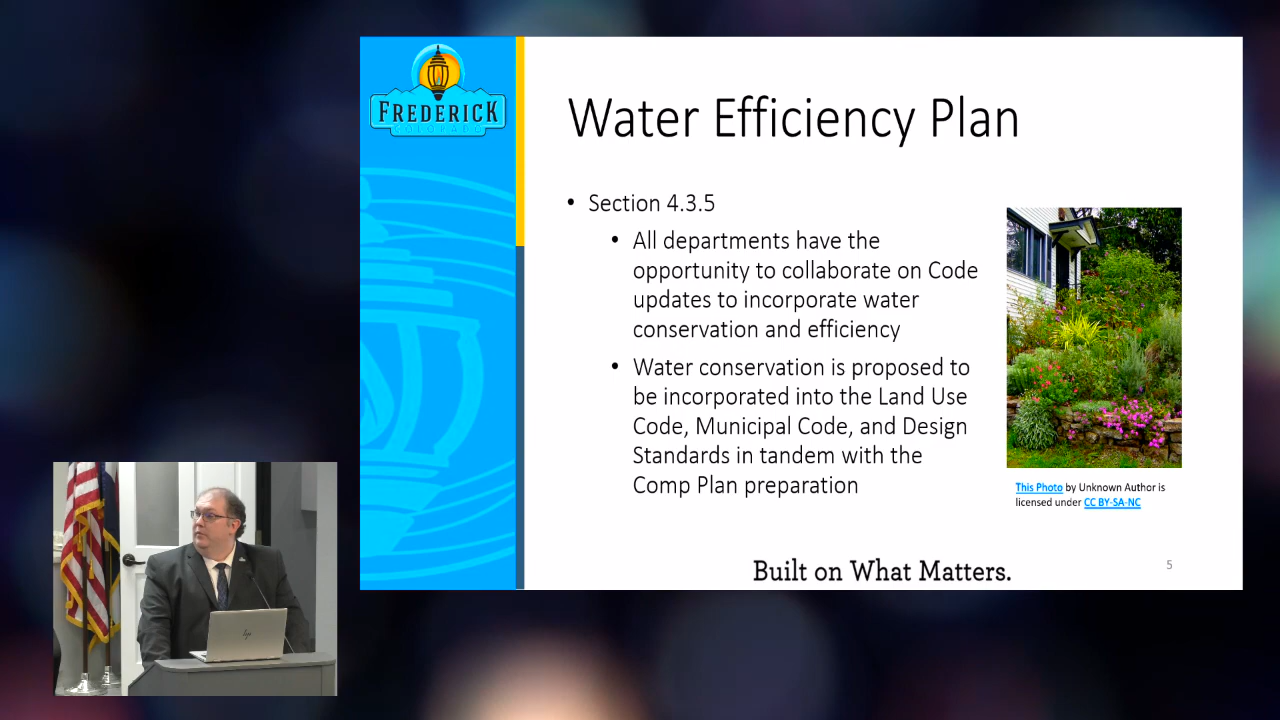 FREDERICK
COLORADO
Water Efficiency Plan
• Section 4.3.5
• All departments have the
opportunity to collaborate on Code
updates to incorporate water
conservation and efficiency
• Water conservation is proposed to
be incorporated into the Land Use
Code, Municipal Code, and Design
Standards in tandem with the
Comp Plan preparation
This Photo by Unknown Author is
licensed under CC BY-SA-NC
Built on What Matters.
5
hp